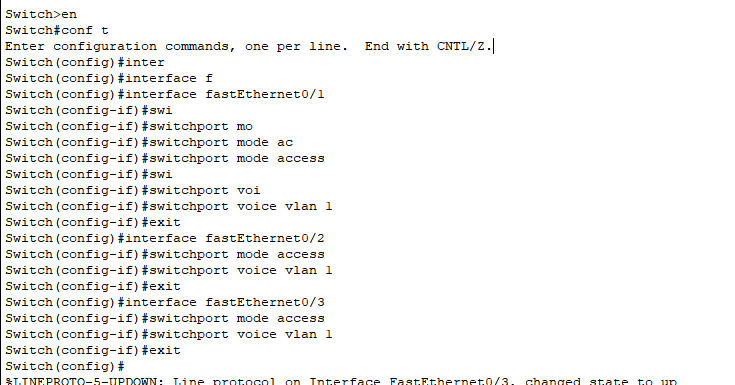 Switch>en
Switch#conf t
Enter configuration commands, one per line.  End with CNTL/Z.
Switch(config)#inter
Switch(config)#interface f
Switch(config)#interface fastEthernet0/1
Switch(config-if)#swi
Switch(config-if)#switchport mo
Switch(config-if)#switchport mode ac
Switch(config-if)#switchport mode access
Switch(config-if)#swi
Switch(config-if)#switchport voi
Switch(config-if)#switchport voice vlan 1
Switch(config-if)#exit
Switch(config)#interface fastEthernet0/2
Switch(config-if)#switchport mode access
Switch(config-if)#switchport voice vlan 1
Switch(config-if)#exit
Switch(config)#interface fastEthernet0/3
Switch(config-if)#switchport mode access
Switch(config-if)#switchport voice vlan 1
Switch(config-if)#exit
Switch(config)#
%LINEPROTO-5-UPDOWN: Line protocol on Interface FastEthernet0/3, changed state to up